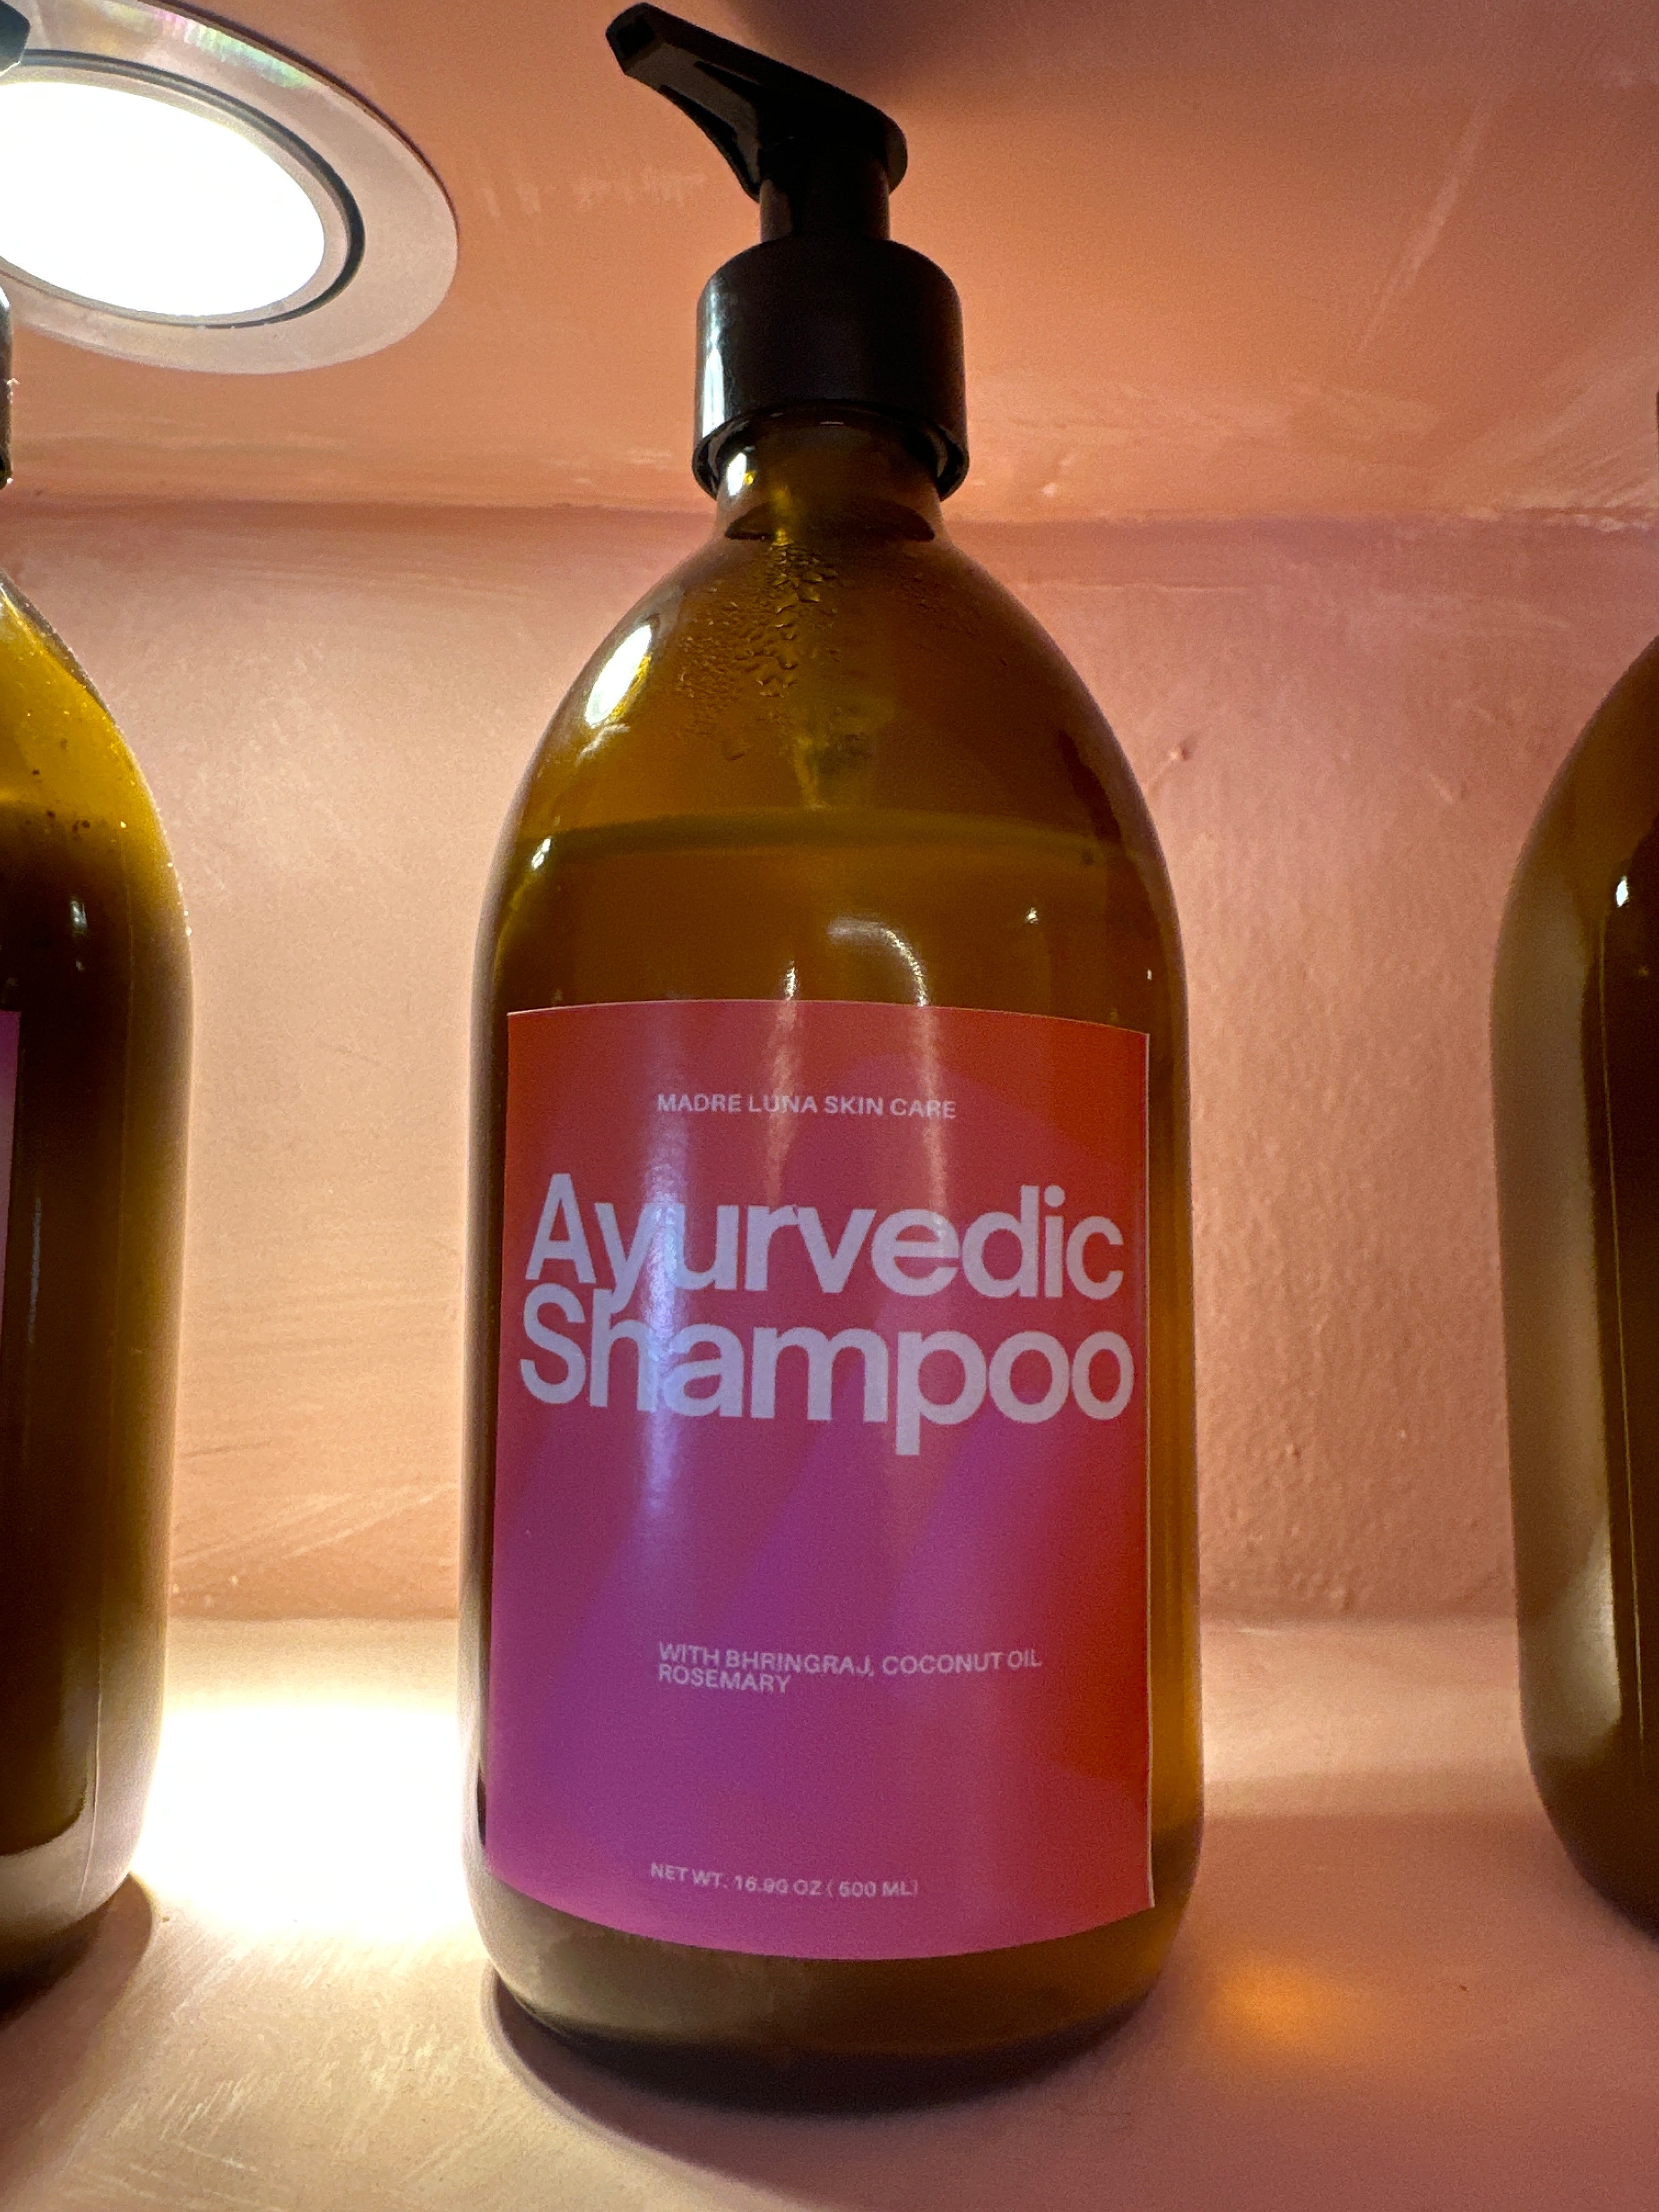 MADRE LUNA SKIN CARE
Ayurvedic
Shampoo
WITH BHRINGRAJ, COCONUT OIL
ROSEMARY
NET WT. 16.90 OZ ( 500 ML)